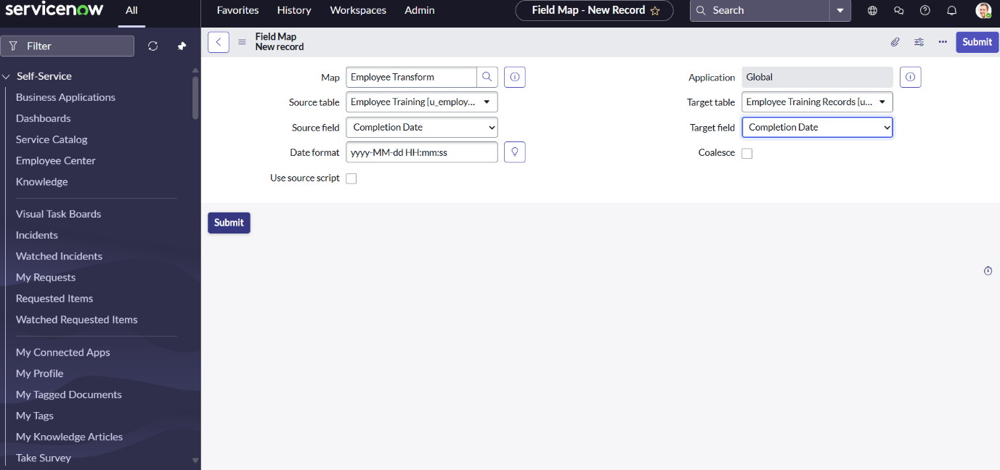 servicenow
All
Favorites
History
Workspaces
Admin
Field Map - New Record
Search
Filter
Field Map
New record
Submit
Self-Service
Business Applications
Dashboards
Service Catalog
Employee Center
Knowledge
Visual Task Boards
Incidents
Watched Incidents
My Requests
Requested Items
Watched Requested Items
My Connected Apps
My Profile
My Tagged Documents
My Tags
My Knowledge Articles
Take Survey
Map Employee Transform
Source table Employee Training [u_employ...
Source field Completion Date
Date format yyyy-MM-dd HH:mm:ss
Use source script
Application Global
Target table Employee Training Records [u...
Target field Completion Date
Coalesce
Submit